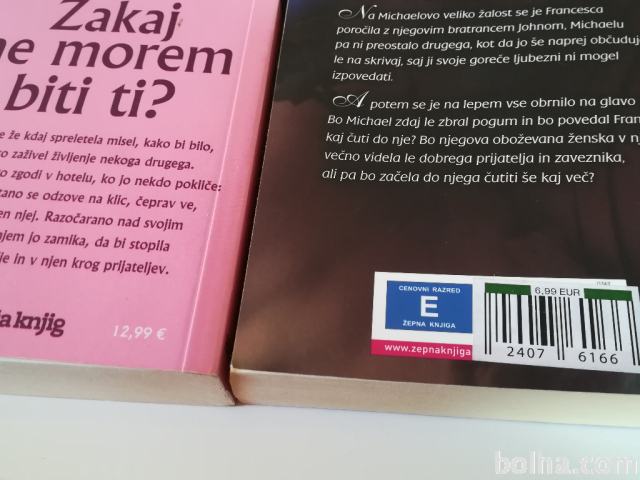 Zakaj
ne morem
biti ti?
e že kdaj spreletela misel, kako bi bilo,
zaživel življenje nekoga drugega.
zgodi v hotelu, ko jo nekdo pokliče:
se odzove na klic, čeprav ve,
njej. Razočarano nad svojim
jo zamika, da bi stopila
je in v njen krog prijateljev.
knjig
12,99 €
Na Michaelovo veliko žalost se je Francesca
poročila z njegovim bratrancem Johnom, Michaelu
pa ni preostalo drugega, kot da jo še naprej občuduje
le na skrivaj, saj ji svoje goreče ljubezni ni mogel
izpovedati.
A potem se je na lepem vse obrnilo na glavo
Bo Michael zdaj le zbral pogum in bo povedal Fran
kaj čuti do nje? Bo njegova oboževana ženska v nj
večno videla le dobrega prijatelja in zaveznika,
ali pa bo začela do njega čutiti še kaj več?
CENOVNI RAZRED
E
ŽEPNA KNJIGA
www.zepnaknjiga
6,99 EUR
2407 6166
bolha.com